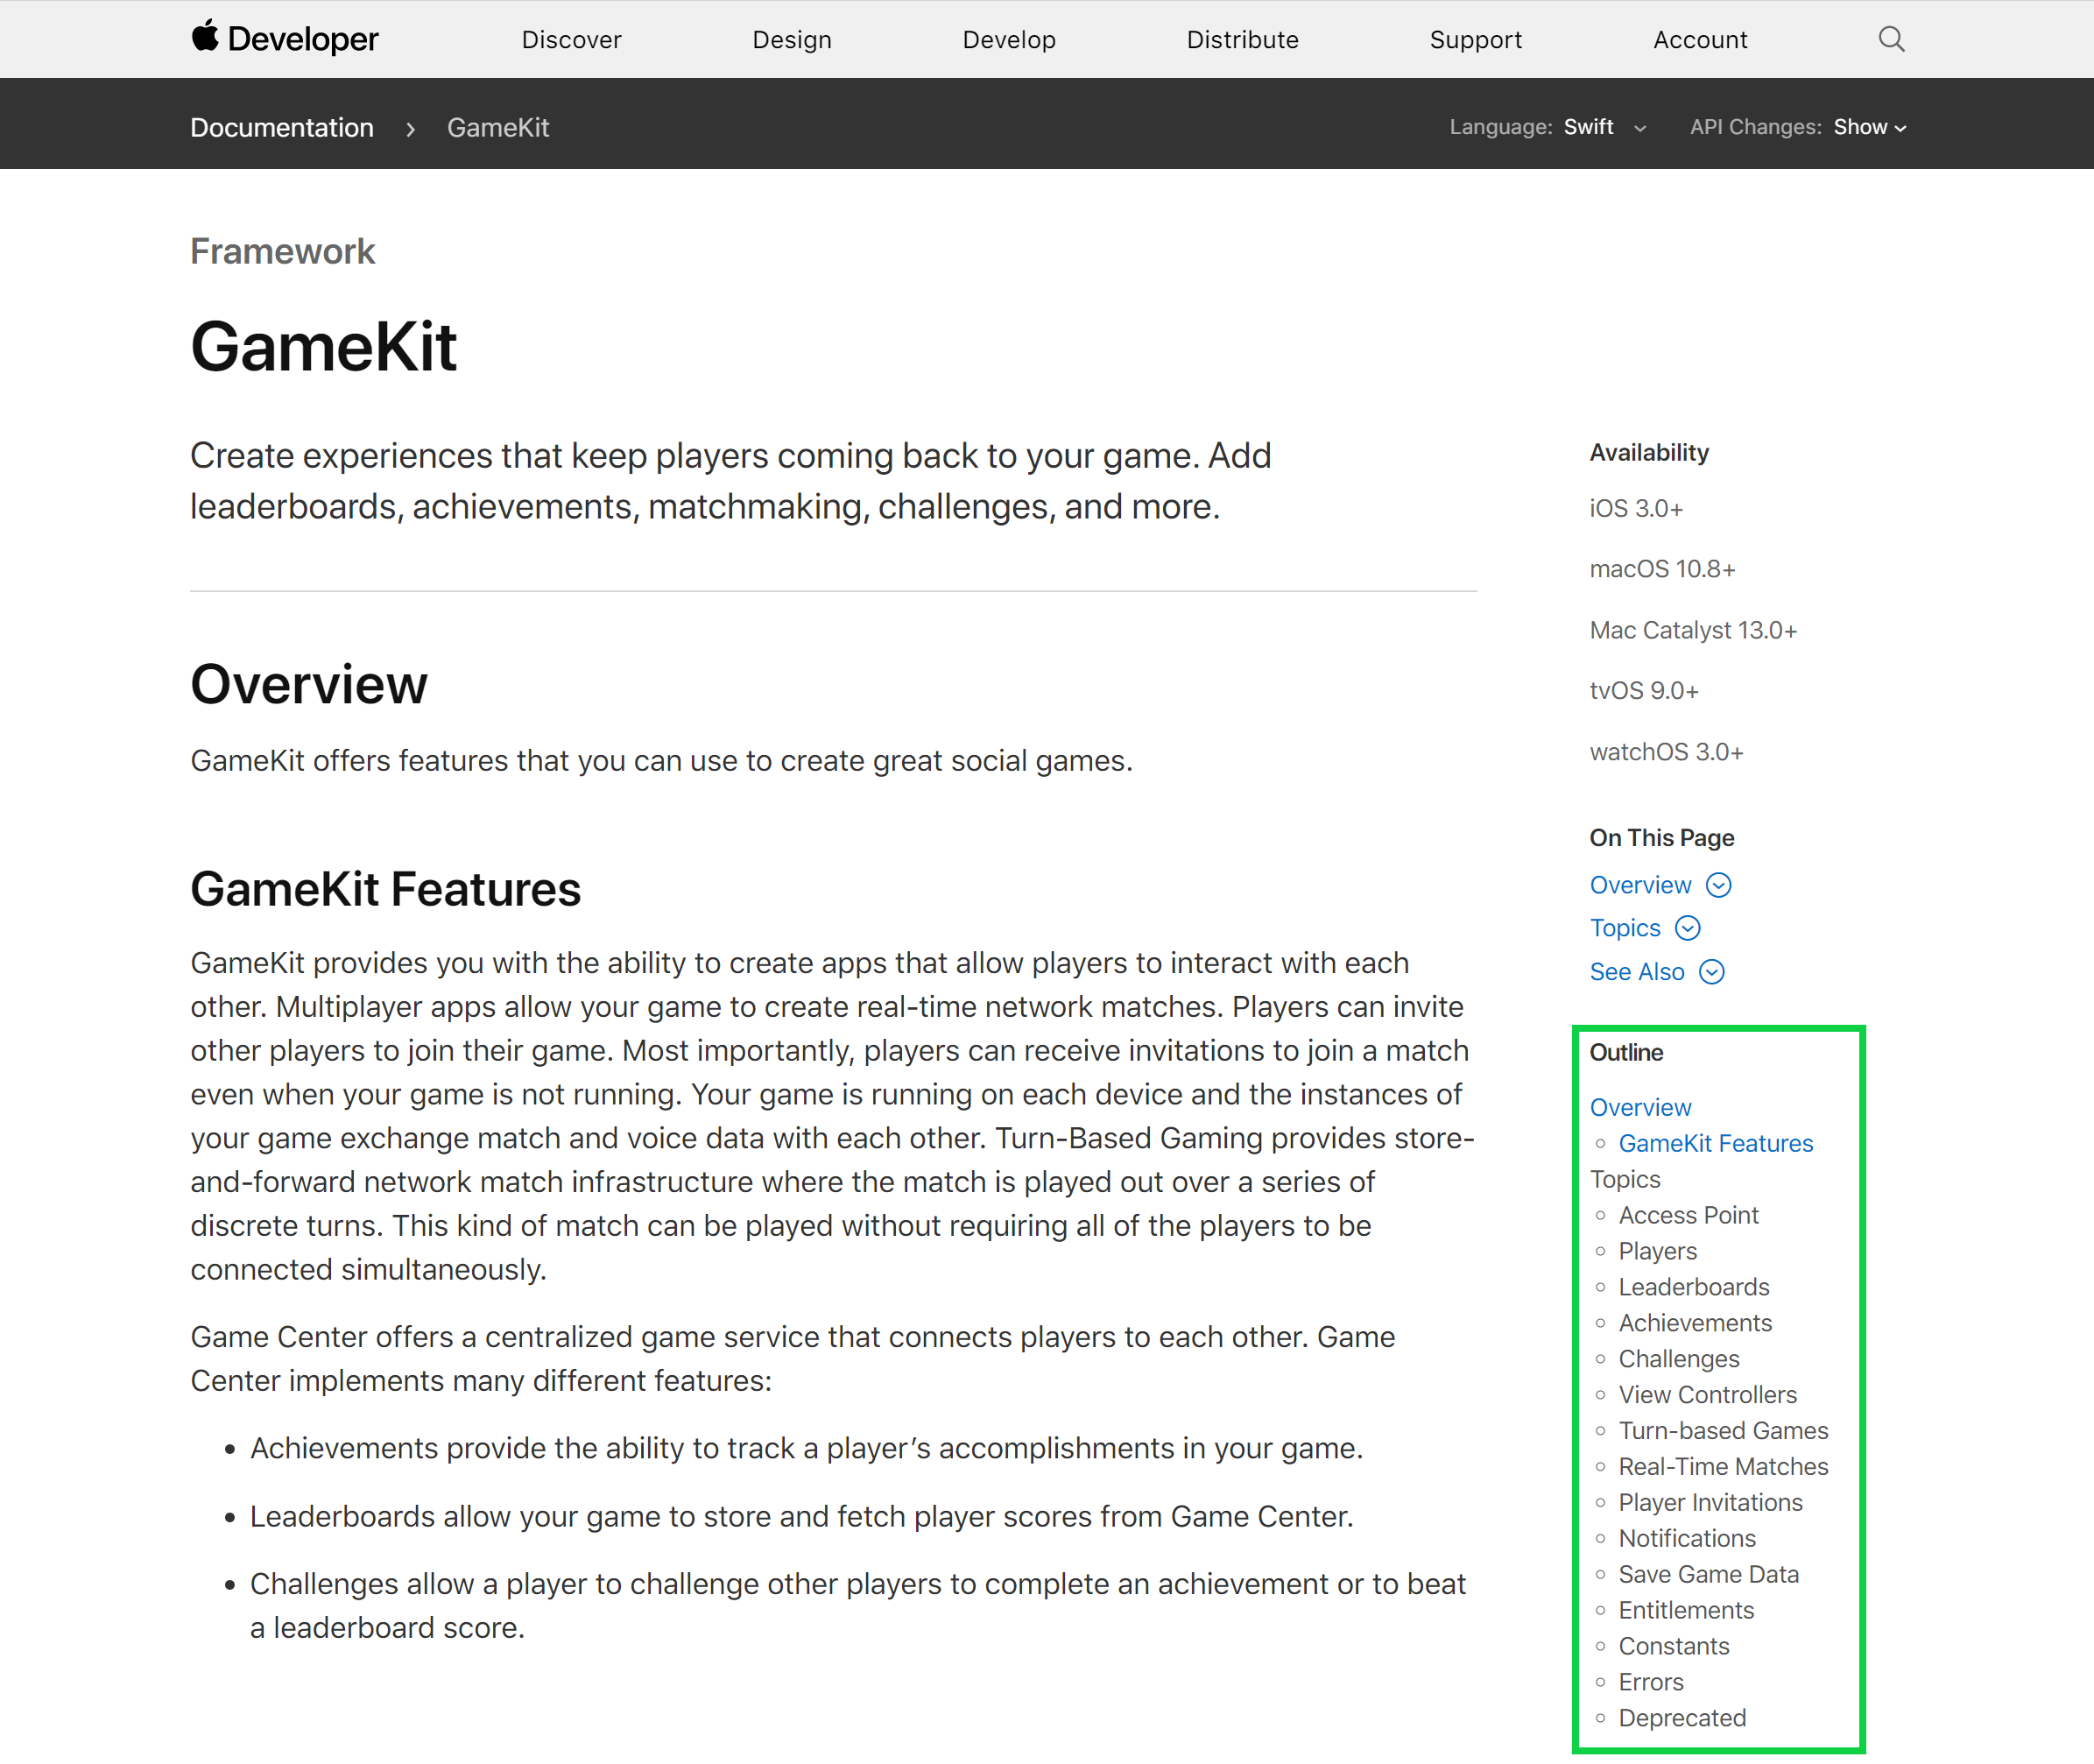 Developer
Discover
Design
Develop
Distribute
Support
Account
Documentation › GameKit
Language: Swift
API Changes: Show
Framework
GameKit
Create experiences that keep players coming back to your game. Add
leaderboards, achievements, matchmaking, challenges, and more.
Overview
GameKit offers features that you can use to create great social games.
GameKit Features
GameKit provides you with the ability to create apps that allow players to interact with each
other. Multiplayer apps allow your game to create real-time network matches. Players can invite
other players to join their game. Most importantly, players can receive invitations to join a match
even when your game is not running. Your game is running on each device and the instances of
your game exchange match and voice data with each other. Turn-Based Gaming provides store-
and-forward network match infrastructure where the match is played out over a series of
discrete turns. This kind of match can be played without requiring all of the players to be
connected simultaneously.
Game Center offers a centralized game service that connects players to each other. Game
Center implements many different features:
• Achievements provide the ability to track a player’s accomplishments in your game.
• Leaderboards allow your game to store and fetch player scores from Game Center.
• Challenges allow a player to challenge other players to complete an achievement or to beat
a leaderboard score.
Availability
iOS 3.0+
macOS 10.8+
Mac Catalyst 13.0+
tvOS 9.0+
watchOS 3.0+
On This Page
Overview
Topics
See Also
Outline
Overview
GameKit Features
Topics
Access Point
Players
Leaderboards
Achievements
Challenges
View Controllers
Turn-based Games
Real-Time Matches
Player Invitations
Notifications
Save Game Data
Entitlements
Constants
Errors
Deprecated